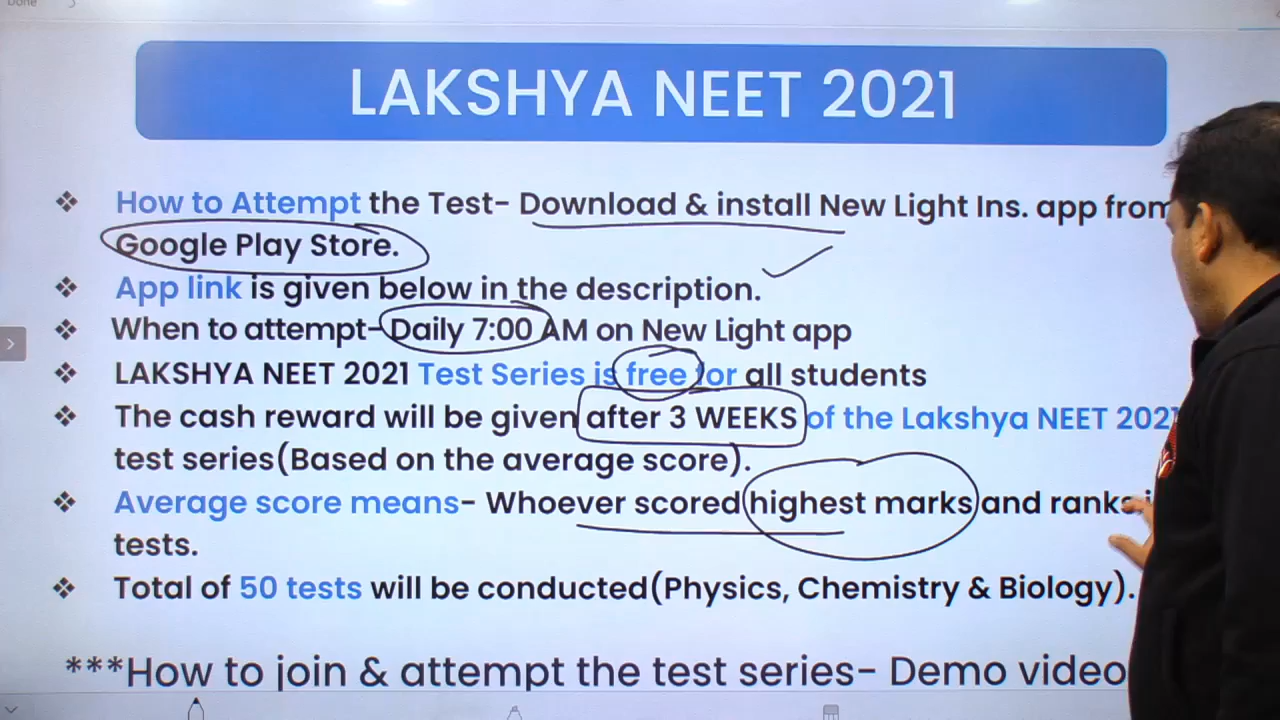 Done
LAKSHYA NEET 2021
❖ How to Attempt the Test- Download & install New Light Ins. app from
Google Play Store.
❖ App link is given below in the description.
❖ When to attempt- Daily 7:00 AM on New Light app
❖ LAKSHYA NEET 2021 Test Series is free for all students
❖ The cash reward will be given after 3 WEEKS of the Lakshya NEET 2021
test series(Based on the average score).
❖ Average score means- Whoever scored highest marks and ranks
tests.
❖ Total of 50 tests will be conducted(Physics, Chemistry & Biology).
***How to join & attempt the test series- Demo video